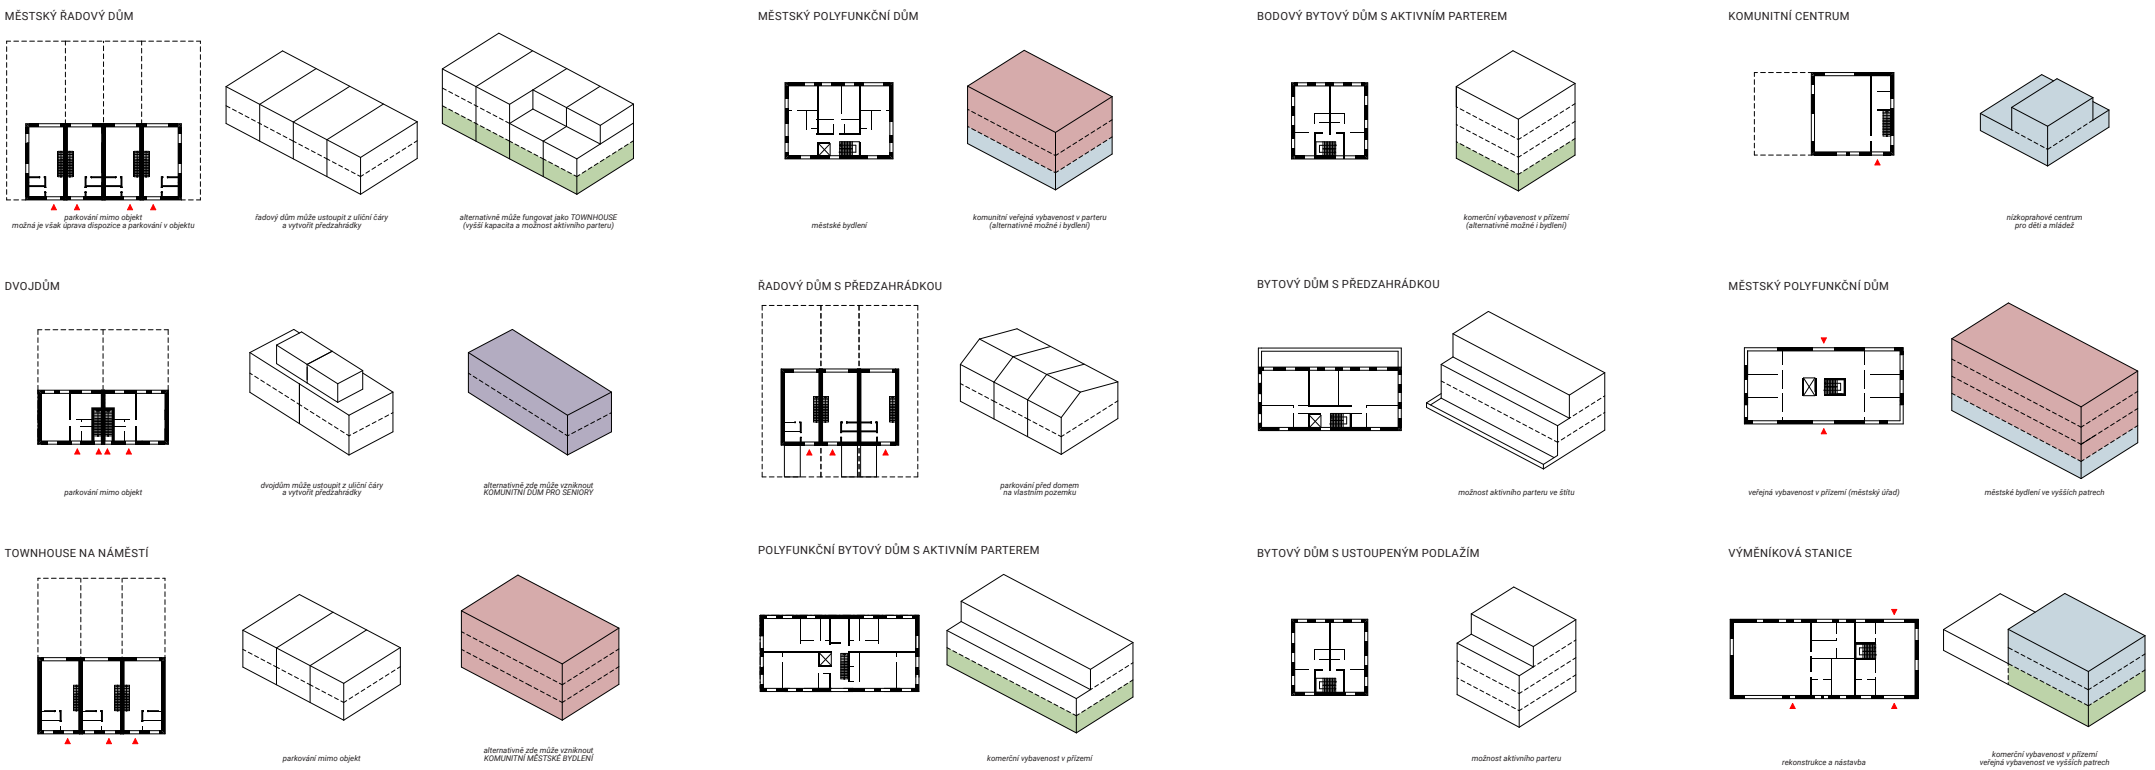 MĚSTSKÝ ŘADOVÝ DŮM
parkování mimo objekt
možná je však úprava dispozice a parkování v objektu
řadový dům může ustoupit z uliční čáry
a vytvořit předzahrádky
alternativně může fungovat jako TOWNHOUSE
(vyšší kapacita a možnost aktivního parteru)
MĚSTSKÝ POLYFUNKČNÍ DŮM
městské bydlení
komunitní veřejná vybavenost v parteru
(alternativně možné i bydlení)
BODOVÝ BYTOVÝ DŮM S AKTIVNÍM PARTEREM
komerční vybavenost v přízemí
(alternativně možné i bydlení)
KOMUNITNÍ CENTRUM
nízkoprahové centrum
pro děti a mládež
DVOJDŮM
parkování mimo objekt
dvojdům může ustoupit z uliční čáry
a vytvořit předzahrádky
alternativně zde může vzniknout
KOMUNITNÍ DŮM PRO SENIORY
ŘADOVÝ DŮM S PŘEDZAHRÁDKOU
parkování před domem
na vlastním pozemku
BYTOVÝ DŮM S PŘEDZAHRÁDKOU
možnost aktivního parteru ve štítu
MĚSTSKÝ POLYFUNKČNÍ DŮM
veřejná vybavenost v přízemí (městský úřad)
městské bydlení ve vyšších patrech
TOWNHOUSE NA NÁMĚSTÍ
parkování mimo objekt
alternativně zde může vzniknout
KOMUNITNÍ MĚSTSKÉ BYDLENÍ
POLYFUNKČNÍ BYTOVÝ DŮM S AKTIVNÍM PARTEREM
komerční vybavenost v přízemí
BYTOVÝ DŮM S USTOUPENÝM PODLAŽÍM
možnost aktivního parteru
VÝMĚNÍKOVÁ STANICE
rekonstrukce a nástavba
komerční vybavenost v přízemí
veřejná vybavenost ve vyšších patrech